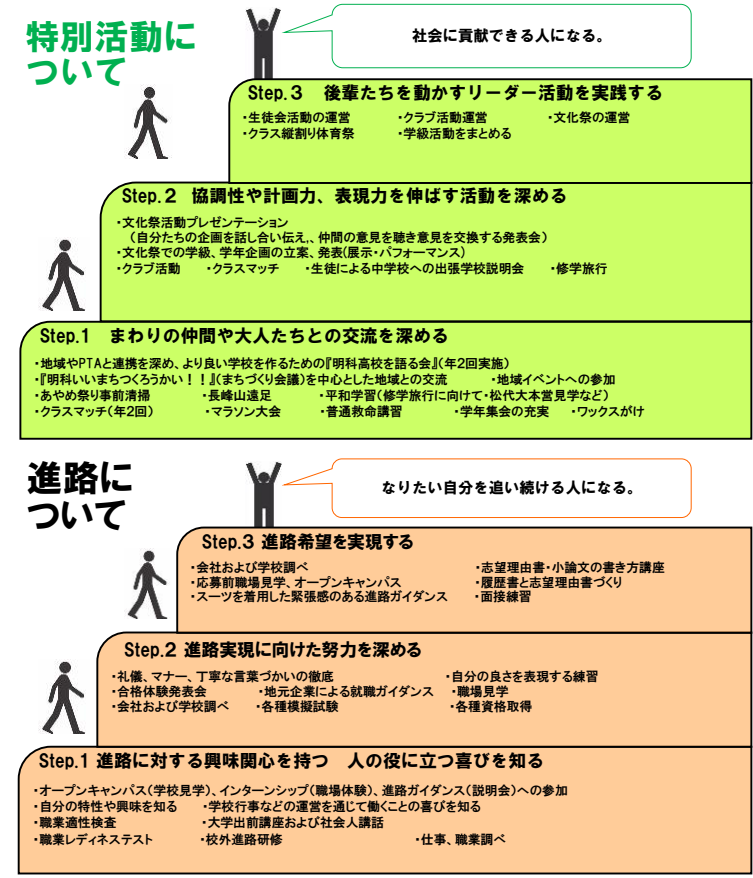 特別活動に
ついて
社会に貢献できる人になる。
Step.3　後輩たちを動かすリーダー活動を実践する
・生徒会活動の運営　・クラブ活動運営　・文化祭の運営
・クラス縦割り体育祭　・学級活動をまとめる
Step.2　協調性や計画力、表現力を伸ばす活動を深める
・文化祭活動プレゼンテーション
（自分たちの企画を話し合い伝え,、仲間の意見を聴き意見を交換する発表会）
・文化祭での学級、学年企画の立案、発表(展示・パフォーマンス)
・クラブ活動　・クラスマッチ　・生徒による中学校への出張学校説明会　・修学旅行
Step.1　まわりの仲間や大人たちとの交流を深める
・地域やPTAと連携を深め、より良い学校を作るための『明科高校を語る会』(年2回実施)
・『明科いいまちつくろうかい！！』(まちづくり会議)を中心とした地域との交流　・地域イベントへの参加
・あやめ祭り事前清掃　・長峰山遠足　・平和学習(修学旅行に向けて・松代大本営見学など)
・クラスマッチ(年2回)　・マラソン大会　・普通救命講習　・学年集会の充実　・ワックスがけ
進路に
ついて
なりたい自分を追い続ける人になる。
Step.3 進路希望を実現する
・会社および学校調べ　・志望理由書・小論文の書き方講座
・応募前職場見学、オープンキャンパス　・履歴書と志望理由書づくり
・スーツを着用した緊張感のある進路ガイダンス　・面接練習
Step.2 進路実現に向けた努力を深める
・礼儀、マナー、丁寧な言葉づかいの徹底　・自分の良さを表現する練習
・合格体験発表会　・地元企業による就職ガイダンス　・職場見学
・会社および学校調べ　・各種模擬試験　・各種資格取得
Step.1 進路に対する興味関心を持つ　人の役に立つ喜びを知る
・オープンキャンパス(学校見学)、インターンシップ(職場体験)、進路ガイダンス(説明会)への参加
・自分の特性や興味を知る　・学校行事などの運営を通じて働くことの喜びを知る
・職業適性検査　・大学出前講座および社会人講話
・職業レディネステスト　・校外進路研修　・仕事、職業調べ